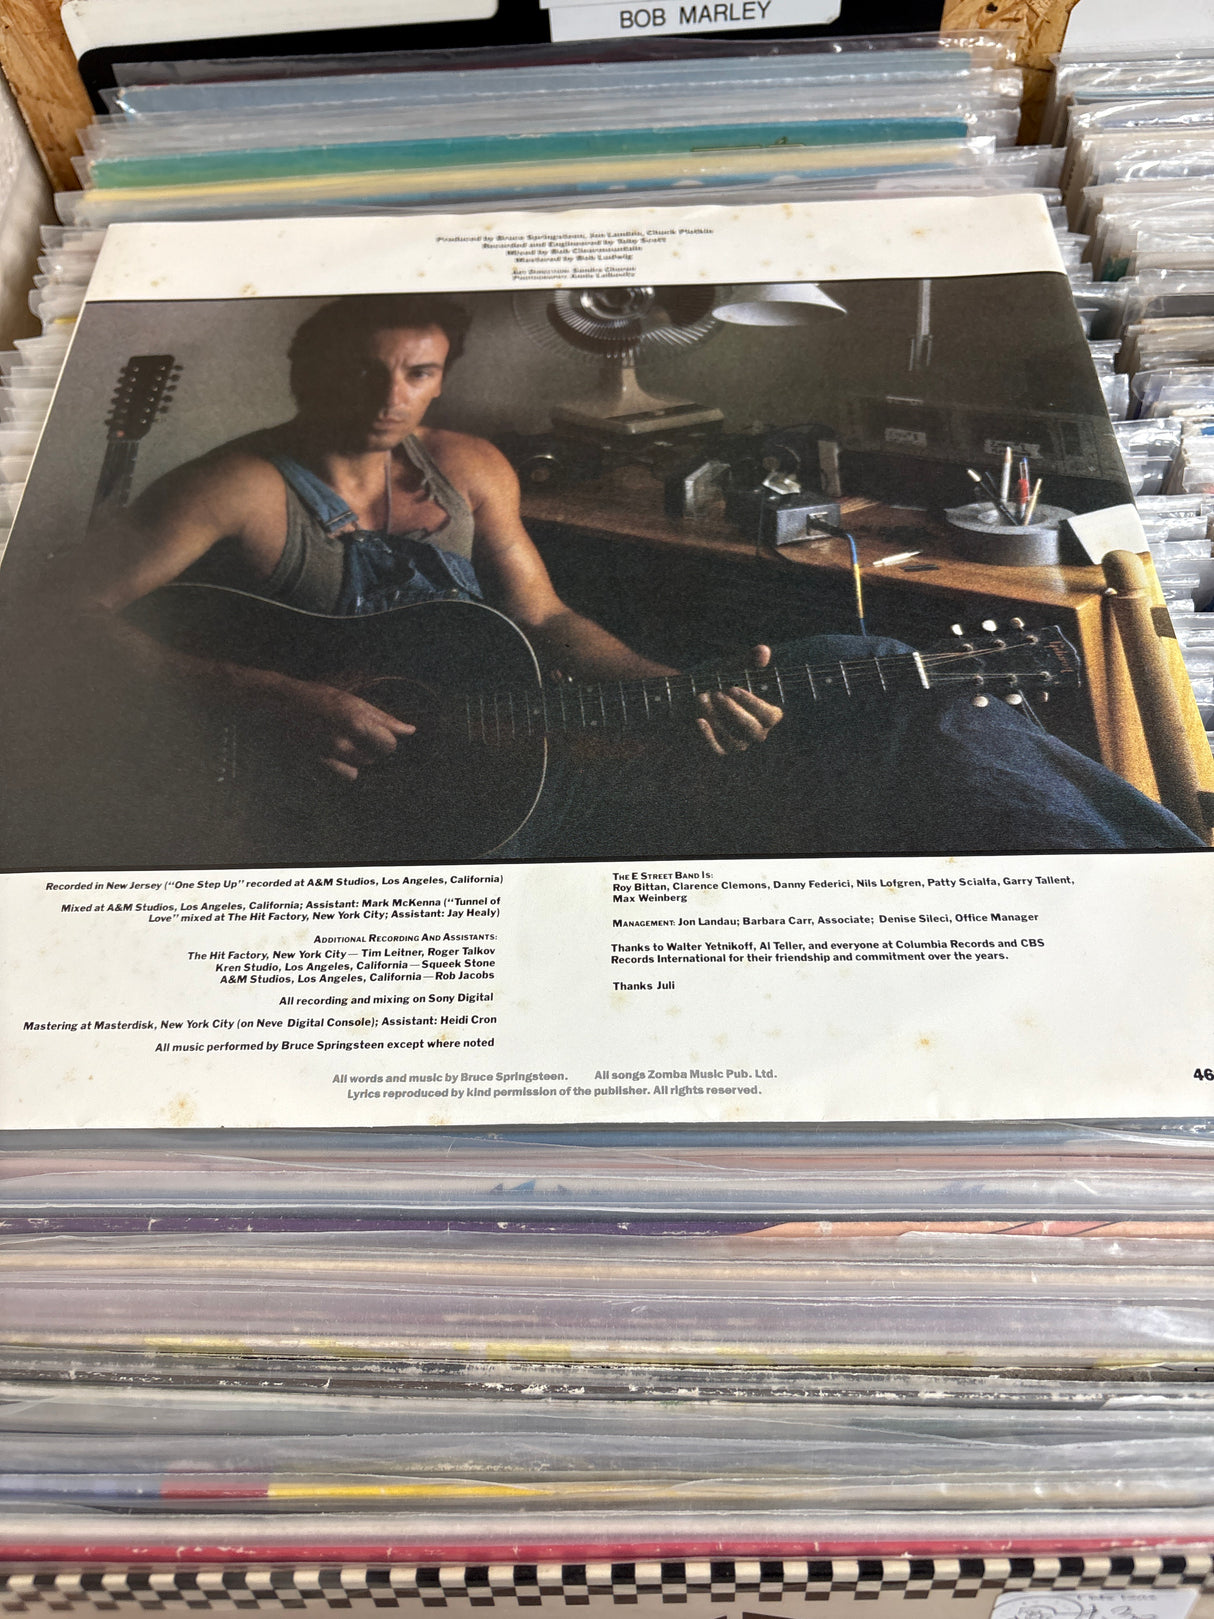 BOB MARLEY
Produced by Bruce Springsteen, Jon Landau, Chuck Plotkin
Recorded and Engineered by Toby Scott
Mixed by Bob Clearmountain
Mastered by Bob Ludwig
Art Direction: Sandra Choron
Photography: Annie Leibovitz
Recorded in New Jersey (“One Step Up” recorded at A&M Studios, Los Angeles, California)
Mixed at A&M Studios, Los Angeles, California; Assistant: Mark McKenna (“Tunnel of
Love” mixed at The Hit Factory, New York City; Assistant: Jay Healy)
ADDITIONAL RECORDING AND ASSISTANTS:
The Hit Factory, New York City — Tim Leitner, Roger Talkov
Kren Studio, Los Angeles, California — Squeek Stone
A&M Studios, Los Angeles, California — Rob Jacobs
All recording and mixing on Sony Digital
Mastering at Masterdisk, New York City (on Neve Digital Console); Assistant: Heidi Cron
All music performed by Bruce Springsteen except where noted
THE E STREET BAND IS:
Roy Bittan, Clarence Clemons, Danny Federici, Nils Lofgren, Patty Scialfa, Garry Tallent,
Max Weinberg
MANAGEMENT: Jon Landau; Barbara Carr, Associate; Denise Sileci, Office Manager
Thanks to Walter Yetnikoff, Al Teller, and everyone at Columbia Records and CBS
Records International for their friendship and commitment over the years.
Thanks Juli
All words and music by Bruce Springsteen. All songs Zomba Music Pub. Ltd.
Lyrics reproduced by kind permission of the publisher. All rights reserved.
46